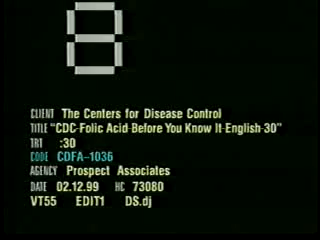 8
CLIENT The Centers for Disease Control
TITLE "CDC-Folic Acid-Before You Know It-English-30"
TRT :30
CODE CDFA-1036
AGENCY Prospect Associates
DATE 02.12.99 HC 73080
VT55 EDIT1 DS.dj